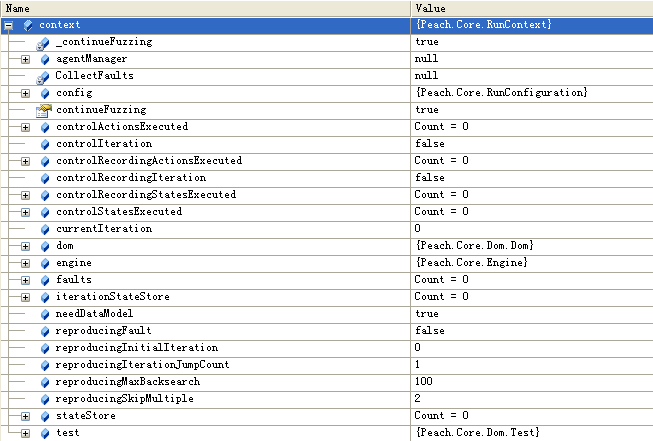 Name Value
context {Peach.Core.RunContext}
_continueFuzzing true
agentManager null
CollectFaults null
config {Peach.Core.RunConfiguration}
continueFuzzing true
controlActionsExecuted Count = 0
controlIteration false
controlRecordingActionsExecuted Count = 0
controlRecordingIteration false
controlRecordingStatesExecuted Count = 0
controlStatesExecuted Count = 0
currentIteration 0
dom {Peach.Core.Dom.Dom}
engine {Peach.Core.Engine}
faults Count = 0
iterationStateStore Count = 0
needDataModel true
reproducingFault false
reproducingInitialIteration 0
reproducingIterationJumpCount 1
reproducingMaxBacksearch 100
reproducingSkipMultiple 2
stateStore Count = 0
test {Peach.Core.Dom.Test}